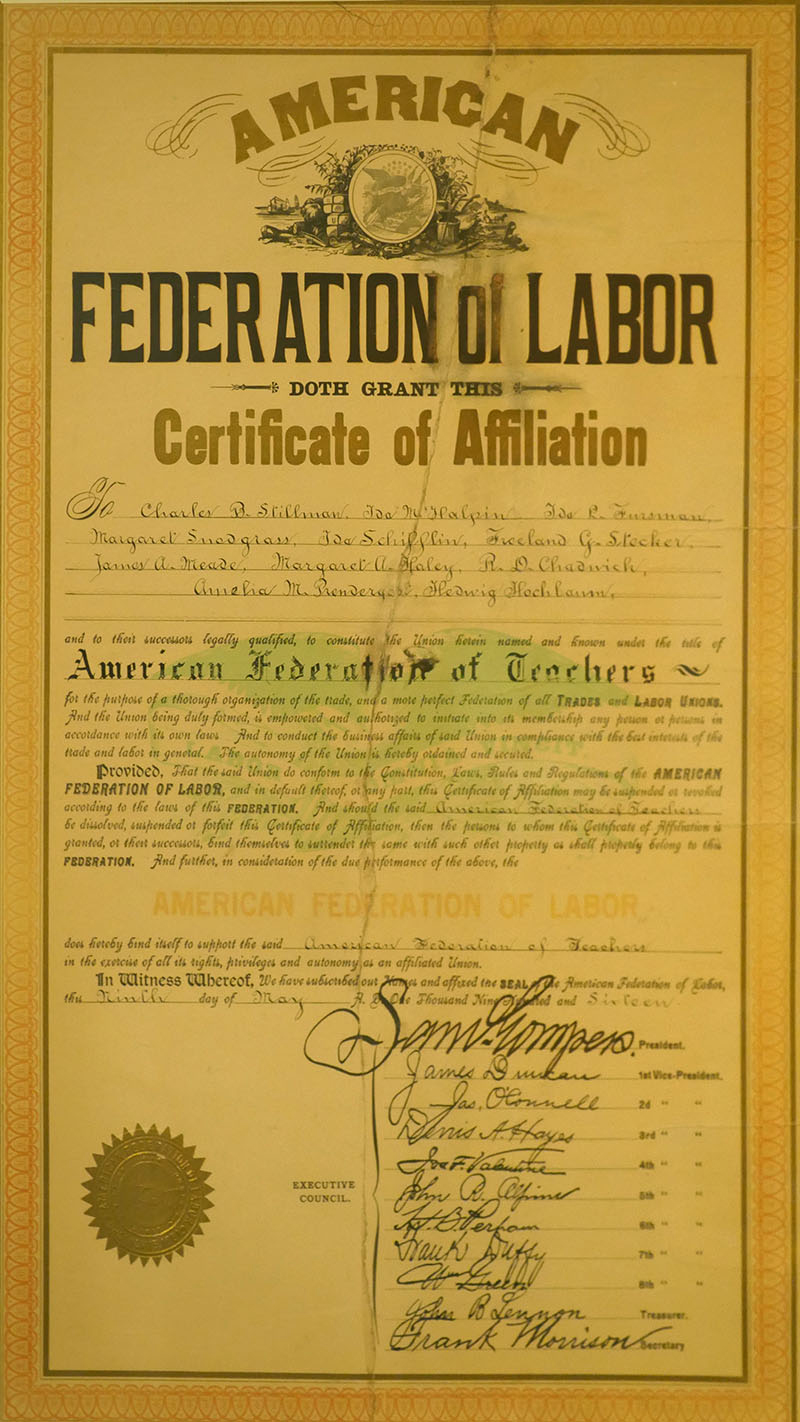 AMERICAN
FEDERATION of LABOR
DOTH GRANT THIS
Certificate of Affiliation
To Charles B. Stillman, Ida M. Fursman,
Margaret Snodgrass, Ida Schifflin, Freeland G. Stecker,
James A. Meade, Margaret A. Haley, R. D. Chadwick,
Amelia M. Prendergast, Hedwig Hochbaum,
and to their successors legally qualified, to constitute the Union herein named and known under the title of
American Federation of Teachers
for the purpose of a thorough organization of the trade, and a more perfect Federation of all TRADES and LABOR UNIONS.
And the Union being duly formed, is empowered and authorized to initiate into its membership any person or persons in
accordance with its own laws. And to conduct the business affairs of said Union in compliance with the best interests of the
trade and labor in general. The autonomy of the Union is hereby ordained and secured.
Provided, That the said Union do conform to the Constitution, Laws, Rules and Regulations of the AMERICAN
FEDERATION OF LABOR, and in default thereof, or any part, this Certificate of Affiliation may be suspended or revoked
according to the laws of this FEDERATION. And should the said American Federation of Teachers
be dissolved, suspended or forfeit this Certificate of Affiliation, then the persons to whom this Certificate of Affiliation is
granted, or their successors, bind themselves to surrender the same with such other property as shall properly belong to this
FEDERATION. And further, in consideration of the due performance of the above, the
AMERICAN FEDERATION OF LABOR
does hereby bind itself to support the said American Federation of Teachers
in the exercise of all its rights, privileges and autonomy as an affiliated Union.
In Witness Whereof, We have subscribed our Names and affixed the SEAL of the American Federation of Labor,
this Ninth day of May A. D. One Thousand Nine Hundred and Sixteen
Saml. Gompers. President.
James Duncan 1st Vice-President.
Jas. O'Connell 2d " "
Denis A. Hayes 3rd " "
Jos. F. Valentine 4th " "
EXECUTIVE
COUNCIL.
John R. Alpine 5th " "
H. B. Perham 6th " "
Frank Duffy 7th " "
Wm Green 8th " "
John B Lennon Treasurer.
Frank Morrison Secretary